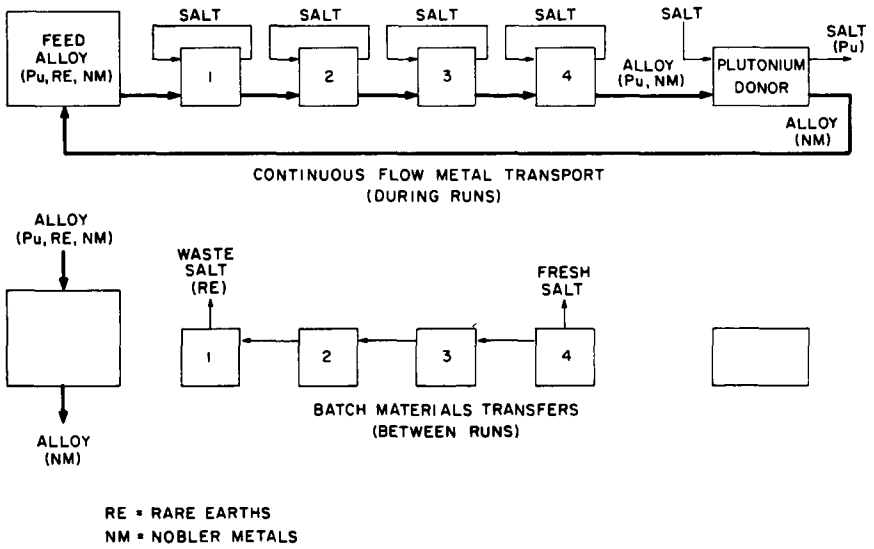 SALT
SALT
SALT
SALT
SALT
SALT
(Pu)
FEED
ALLOY
(Pu, RE, NM)
1
2
3
4
ALLOY
(Pu, NM)
PLUTONIUM
DONOR
ALLOY
(NM)
CONTINUOUS FLOW METAL TRANSPORT
(DURING RUNS)
ALLOY
(Pu, RE, NM)
WASTE
SALT
(RE)
FRESH
SALT
1
2
3
4
BATCH MATERIALS TRANSFERS
(BETWEEN RUNS)
ALLOY
(NM)
RE = RARE EARTHS
NM = NOBLER METALS